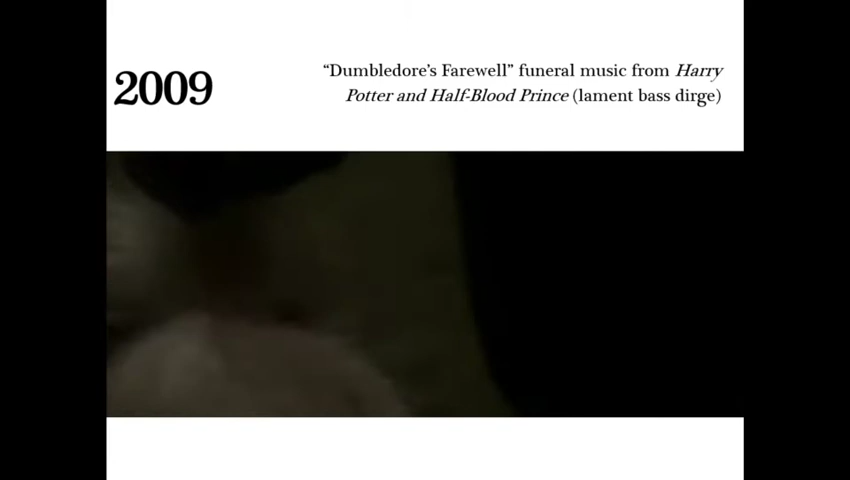 2009
“Dumbledore’s Farewell” funeral music from Harry
Potter and Half-Blood Prince (lament bass dirge)